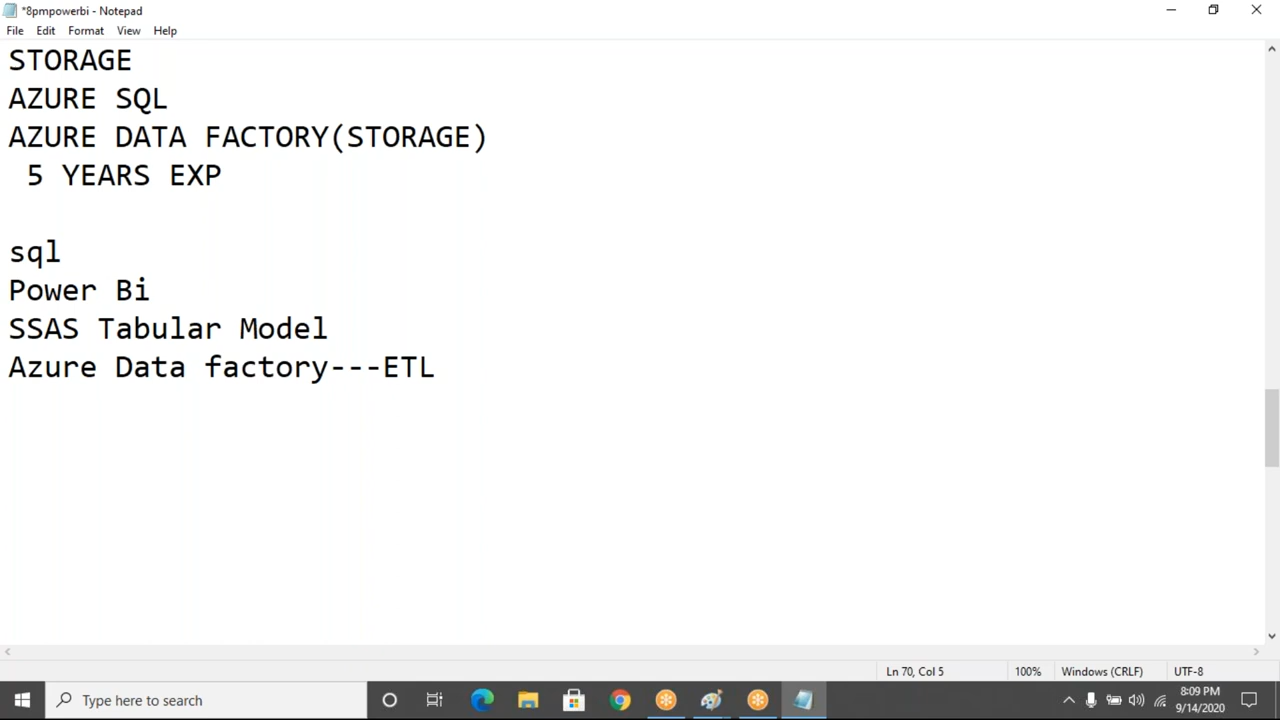 *8pmpowerbi - Notepad
File Edit Format View Help
STORAGE
AZURE SQL
AZURE DATA FACTORY(STORAGE)
5 YEARS EXP
sql
Power Bi
SSAS Tabular Model
Azure Data factory---ETL
Ln 70, Col 5 100% Windows (CRLF) UTF-8
Type here to search
8:09 PM
9/14/2020